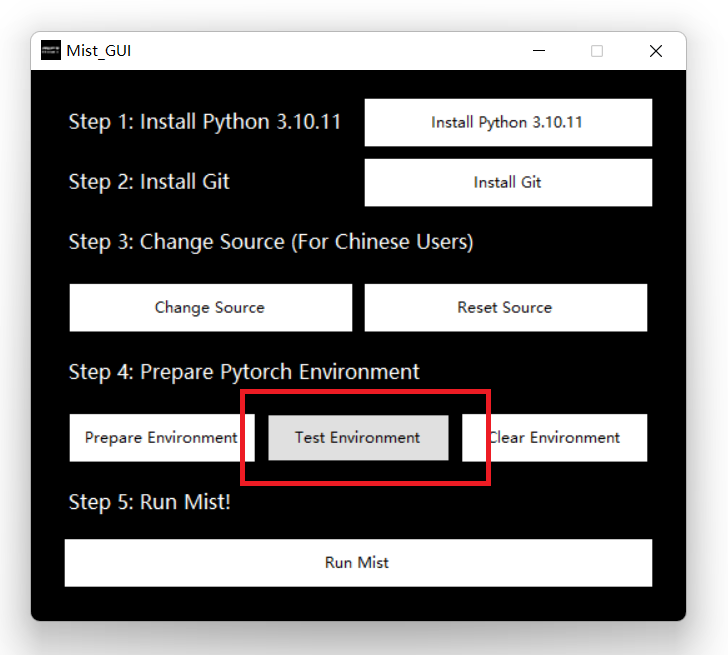 Mist_GUI
Step 1: Install Python 3.10.11
Install Python 3.10.11
Step 2: Install Git
Install Git
Step 3: Change Source (For Chinese Users)
Change Source
Reset Source
Step 4: Prepare Pytorch Environment
Prepare Environment
Test Environment
Clear Environment
Step 5: Run Mist!
Run Mist